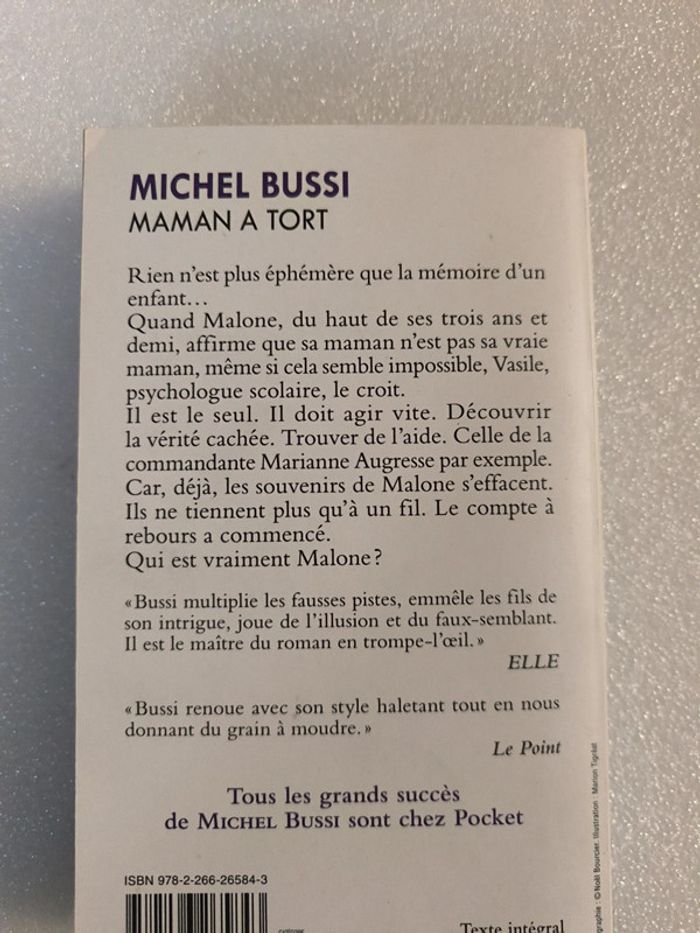 MICHEL BUSSI
MAMAN A TORT
Rien n'est plus éphémère que la mémoire d'un
enfant...
Quand Malone, du haut de ses trois ans et
demi, affirme que sa maman n'est pas sa vraie
maman, même si cela semble impossible, Vasile,
psychologue scolaire, le croit.
Il est le seul. Il doit agir vite. Découvrir
la vérité cachée. Trouver de l'aide. Celle de la
commandante Marianne Augresse par exemple.
Car, déjà, les souvenirs de Malone s'effacent.
Ils ne tiennent plus qu'à un fil. Le compte à
rebours a commencé.
Qui est vraiment Malone ?
« Bussi multiplie les fausses pistes, emmêle les fils de
son intrigue, joue de l'illusion et du faux-semblant.
Il est le maître du roman en trompe-l'œil. »
ELLE
« Bussi renoue avec son style haletant tout en nous
donnant du grain à moudre. »
Le Point
Tous les grands succès
de MICHEL BUSSI sont chez Pocket
ISBN 978-2-266-26584-3
Texte intégral
graphie : © Noël Bourcier. Illustration : Marion Tigréat